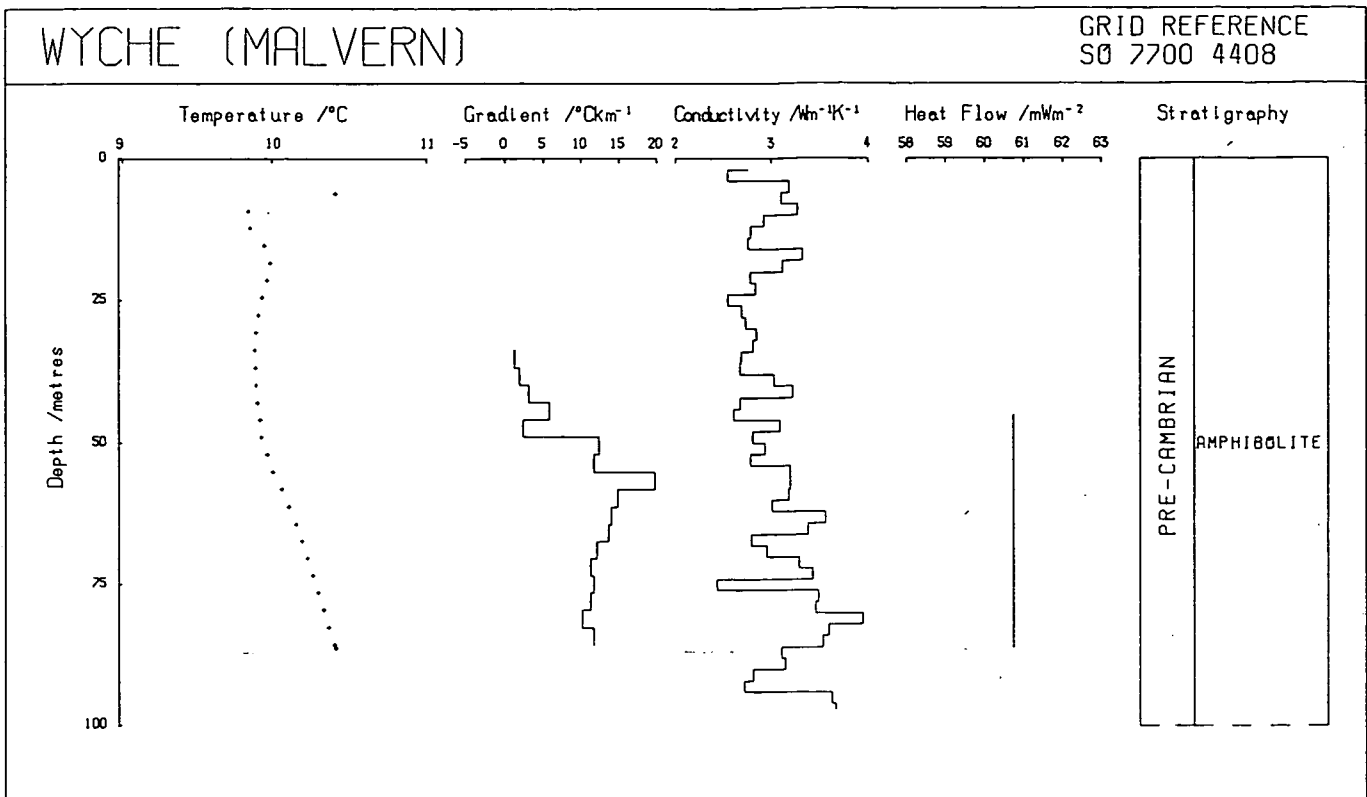 WYCHE (MALVERN)
GRID REFERENCE
SØ 7700 4408
Temperature /°C
Gradient /°Ckm⁻¹
Conductivity /Wm⁻¹K⁻¹
Heat Flow /mWm⁻²
Stratigraphy
9 10 11
-5 0 5 10 15 20
2 3 4
58 59 60 61 62 63
0
25
50
75
100
Depth /metres
PRE-CAMBRIAN
AMPHIBØLITE